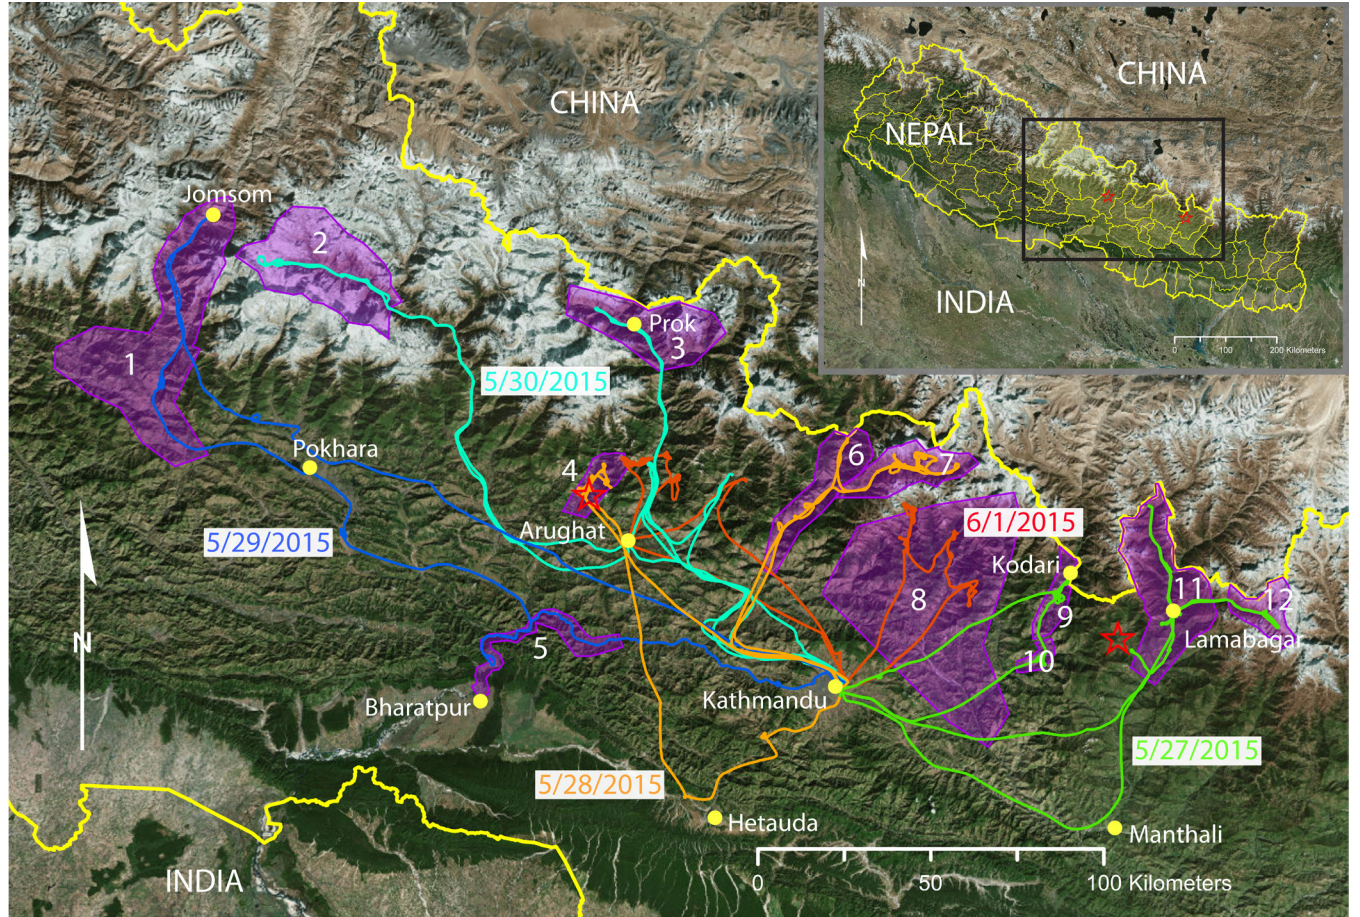 CHINA
CHINA
NEPAL
N
INDIA
0 100 200 Kilometers
Jomsom
2
1
Prok
3
5/30/2015
Pokhara
4
6
7
Arughat
5/29/2015
6/1/2015
Kodari
8
9
10
11
12
Lamabagar
N
5
Bharatpur
Kathmandu
5/28/2015
5/27/2015
Hetauda
Manthali
INDIA
0 50 100 Kilometers